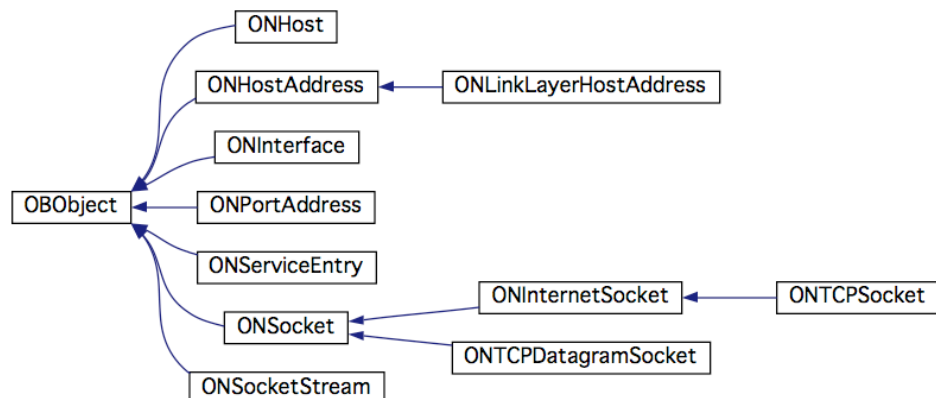 ONHost
ONHostAddress
ONLinkLayerHostAddress
ONInterface
OBObject
ONPortAddress
ONServiceEntry
ONInternetSocket
ONTCPSocket
ONSocket
ONTCPDatagramSocket
ONSocketStream